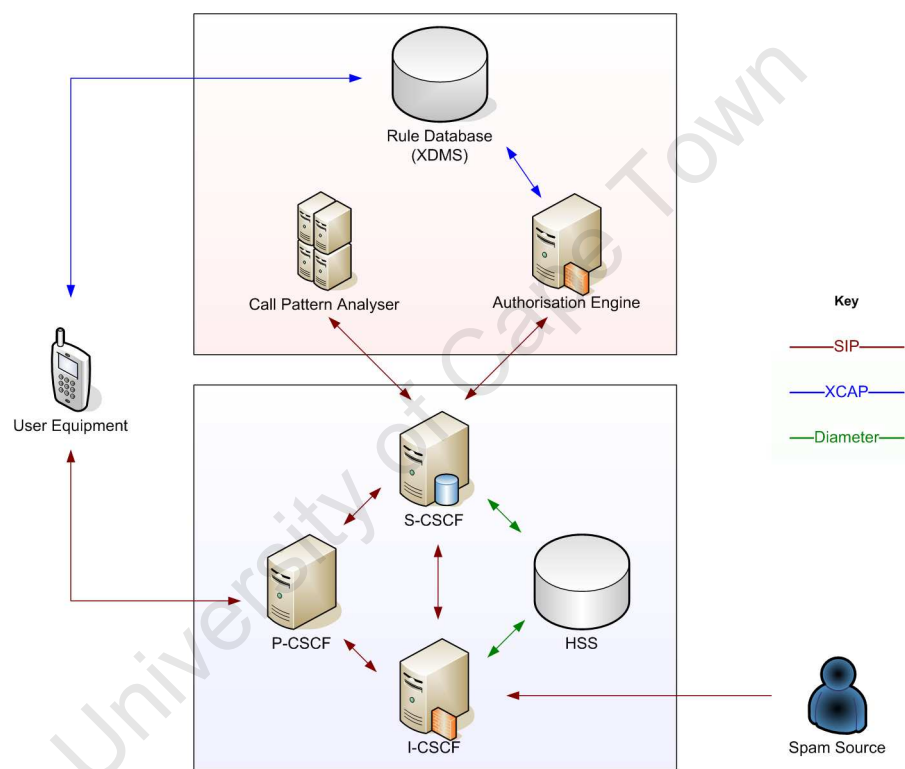 Rule Database
(XDMS)
Call Pattern Analyser
Authorisation Engine
Key
SIP
XCAP
Diameter
User Equipment
S-CSCF
P-CSCF
HSS
I-CSCF
Spam Source
University of Cape Town